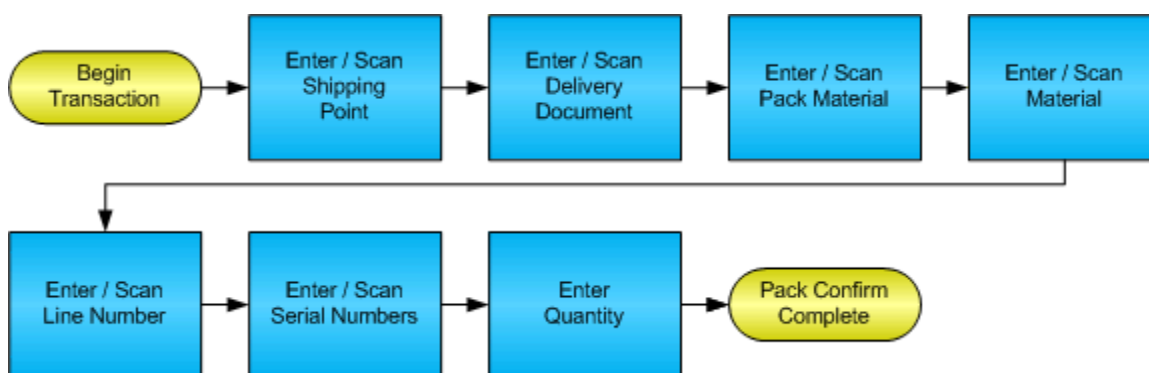 Begin
Transaction
Enter / Scan
Shipping
Point
Enter / Scan
Delivery
Document
Enter / Scan
Pack Material
Enter / Scan
Material
Enter / Scan
Line Number
Enter / Scan
Serial Numbers
Enter
Quantity
Pack Confirm
Complete